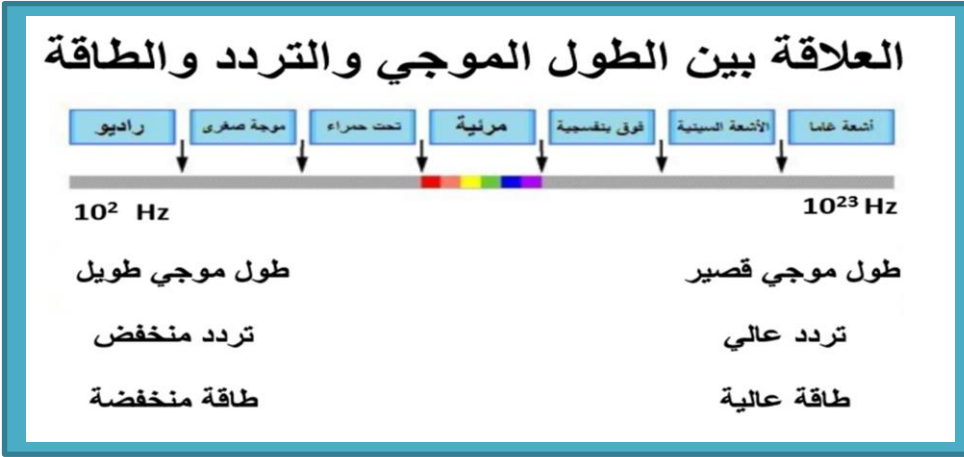 العلاقة بين الطول الموجي والتردد والطاقة
أشعة غاما الأشعة السينية فوق بنفسجية مرئية تحت حمراء موجة صغرى راديو
10²³ Hz 10² Hz
طول موجي قصير طول موجي طويل
تردد عالي تردد منخفض
طاقة عالية طاقة منخفضة